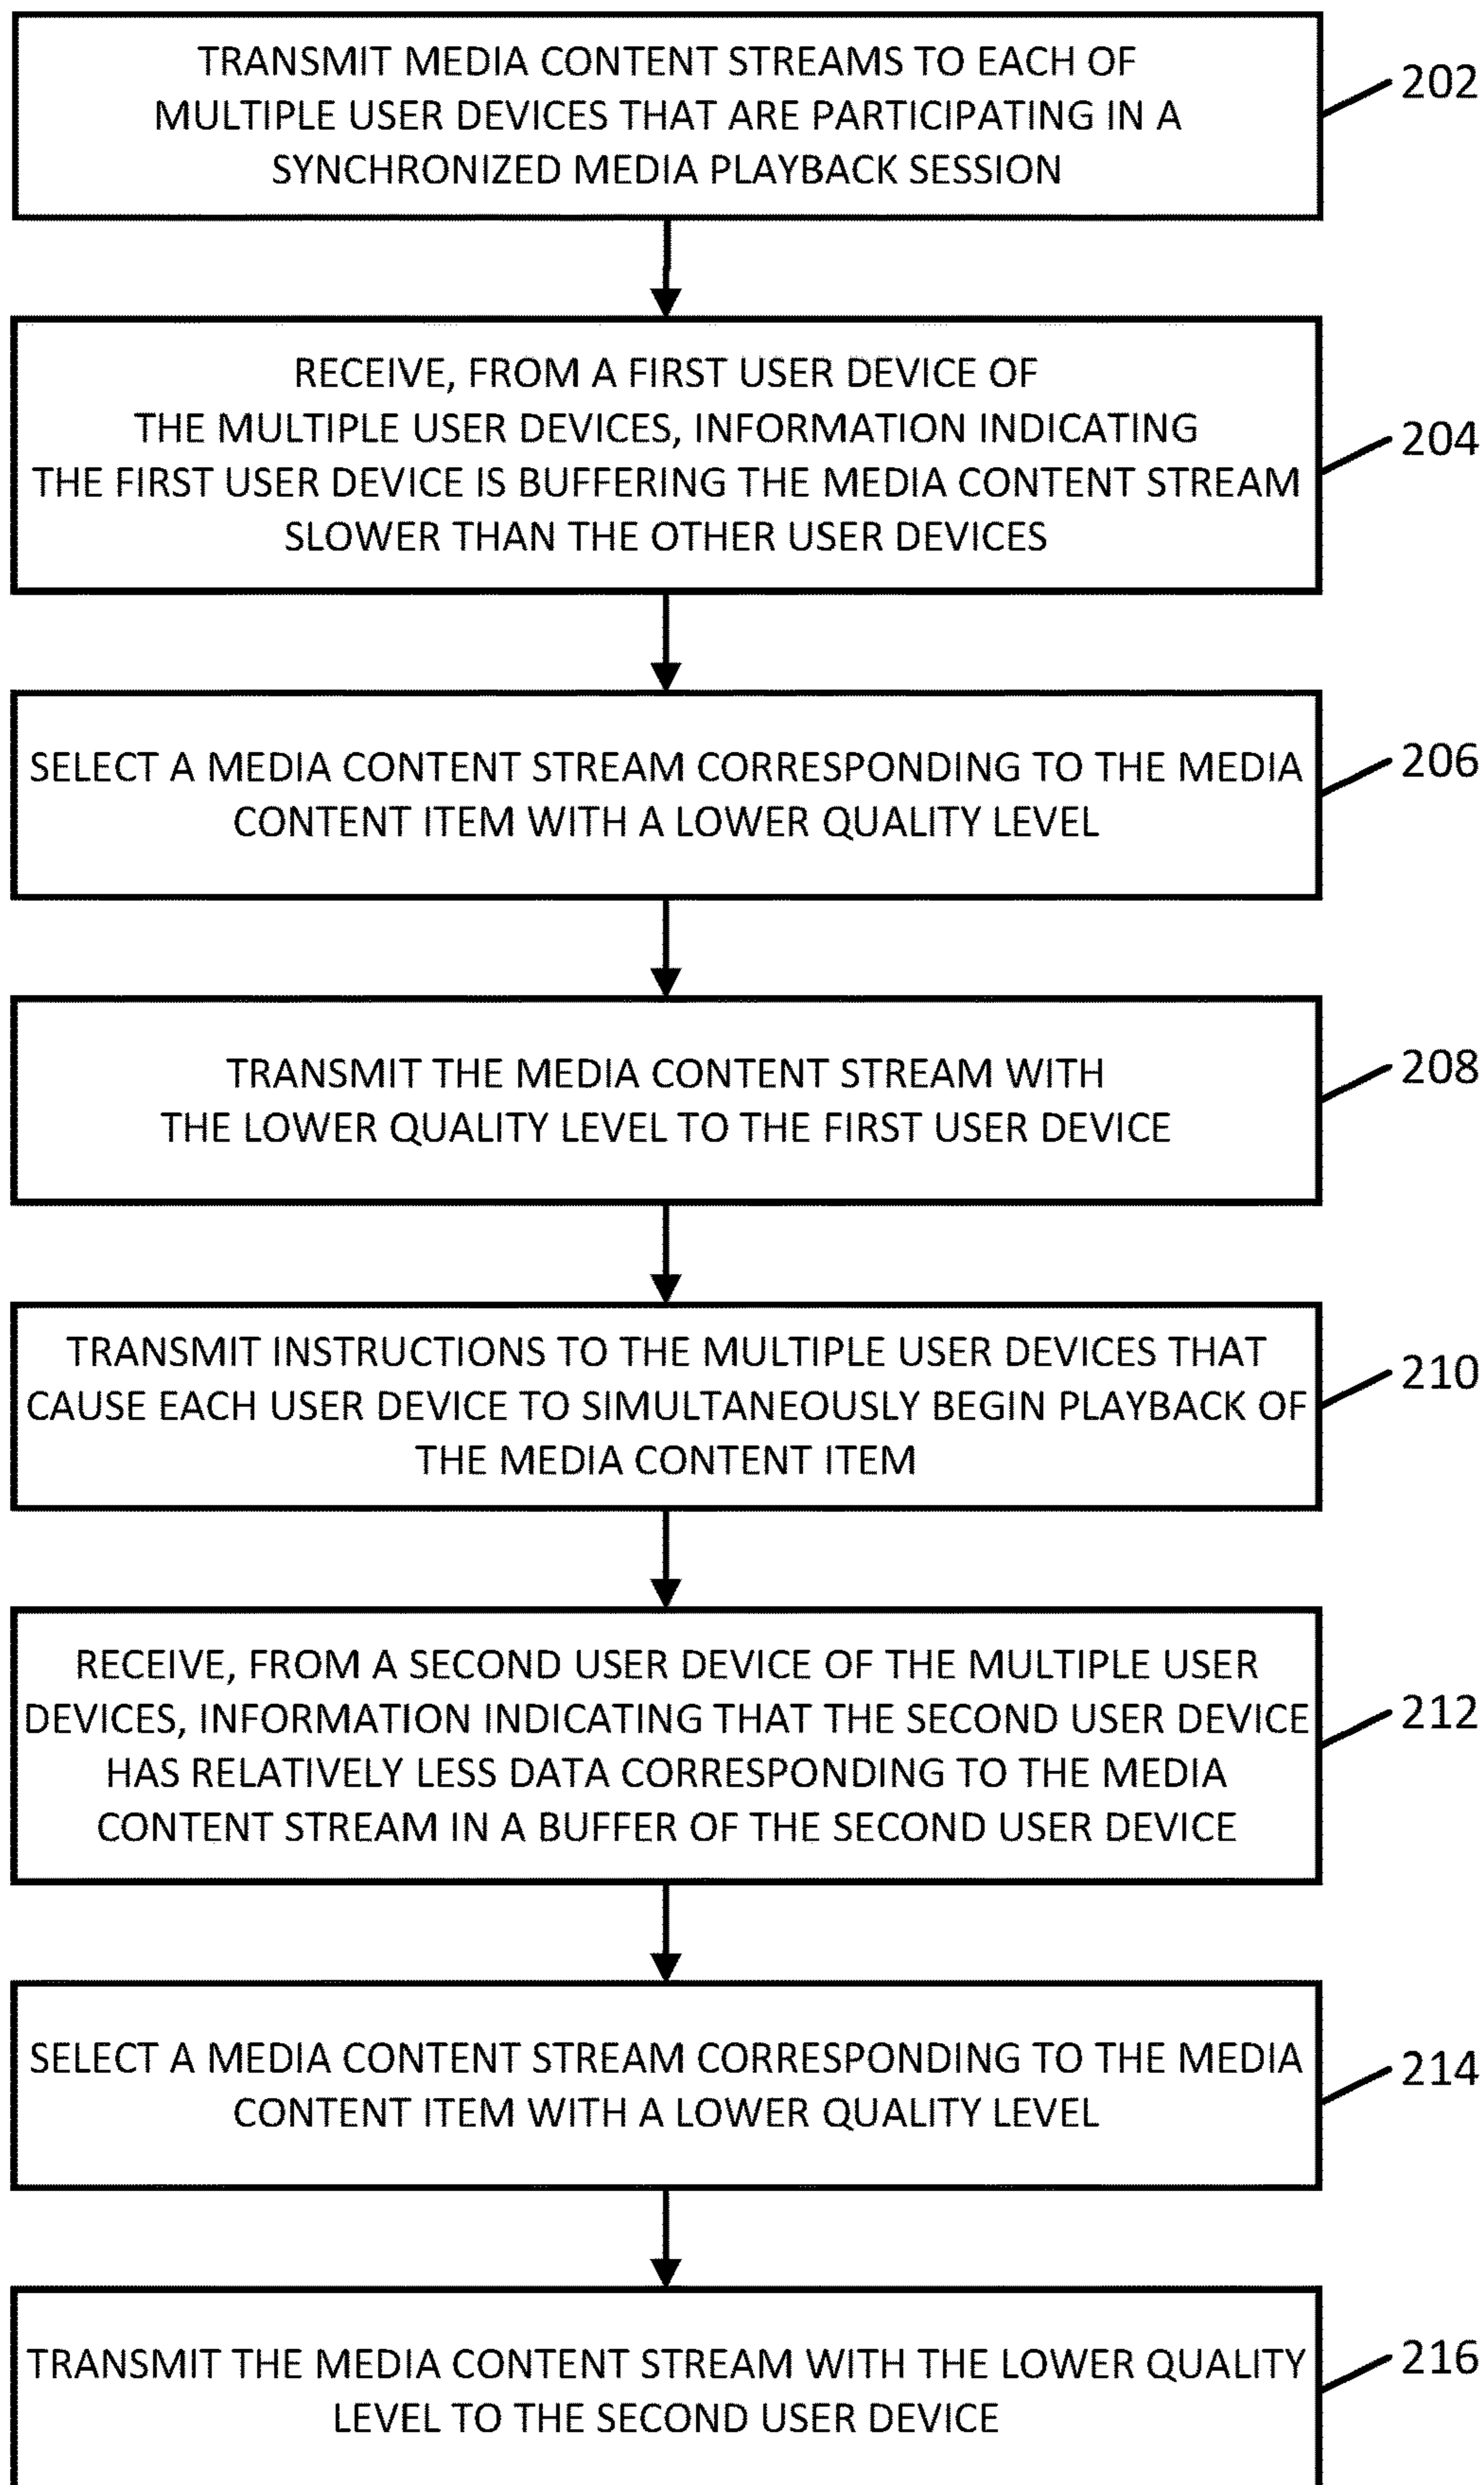 TRANSMIT MEDIA CONTENT STREAMS TO EACH OF
MULTIPLE USER DEVICES THAT ARE PARTICIPATING IN A
SYNCHRONIZED MEDIA PLAYBACK SESSION
202
RECEIVE, FROM A FIRST USER DEVICE OF
THE MULTIPLE USER DEVICES, INFORMATION INDICATING
THE FIRST USER DEVICE IS BUFFERING THE MEDIA CONTENT STREAM
SLOWER THAN THE OTHER USER DEVICES
204
SELECT A MEDIA CONTENT STREAM CORRESPONDING TO THE MEDIA
CONTENT ITEM WITH A LOWER QUALITY LEVEL
206
TRANSMIT THE MEDIA CONTENT STREAM WITH
THE LOWER QUALITY LEVEL TO THE FIRST USER DEVICE
208
TRANSMIT INSTRUCTIONS TO THE MULTIPLE USER DEVICES THAT
CAUSE EACH USER DEVICE TO SIMULTANEOUSLY BEGIN PLAYBACK OF
THE MEDIA CONTENT ITEM
210
RECEIVE, FROM A SECOND USER DEVICE OF THE MULTIPLE USER
DEVICES, INFORMATION INDICATING THAT THE SECOND USER DEVICE
HAS RELATIVELY LESS DATA CORRESPONDING TO THE MEDIA
CONTENT STREAM IN A BUFFER OF THE SECOND USER DEVICE
212
SELECT A MEDIA CONTENT STREAM CORRESPONDING TO THE MEDIA
CONTENT ITEM WITH A LOWER QUALITY LEVEL
214
TRANSMIT THE MEDIA CONTENT STREAM WITH THE LOWER QUALITY
LEVEL TO THE SECOND USER DEVICE
216